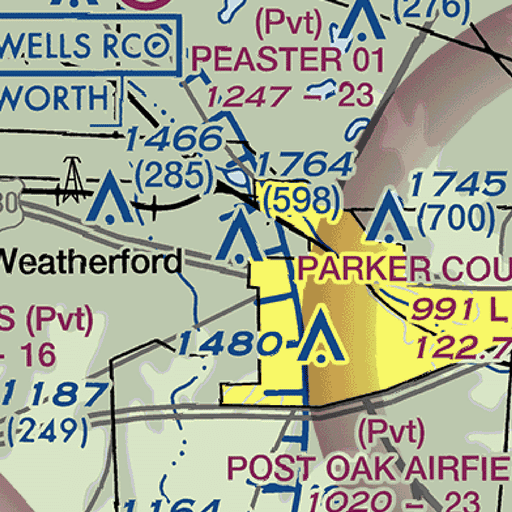 (276)
(Pvt)
WELLS RCO
PEASTER 01
1247 - 23
WORTH
1466
(285)
1764
(598)
1745
(700)
Weatherford
PARKER COU
991 L
S (Pvt)
- 16
1480
122.7
1187
(249)
(Pvt)
POST OAK AIRFIE
1020 - 23
1164